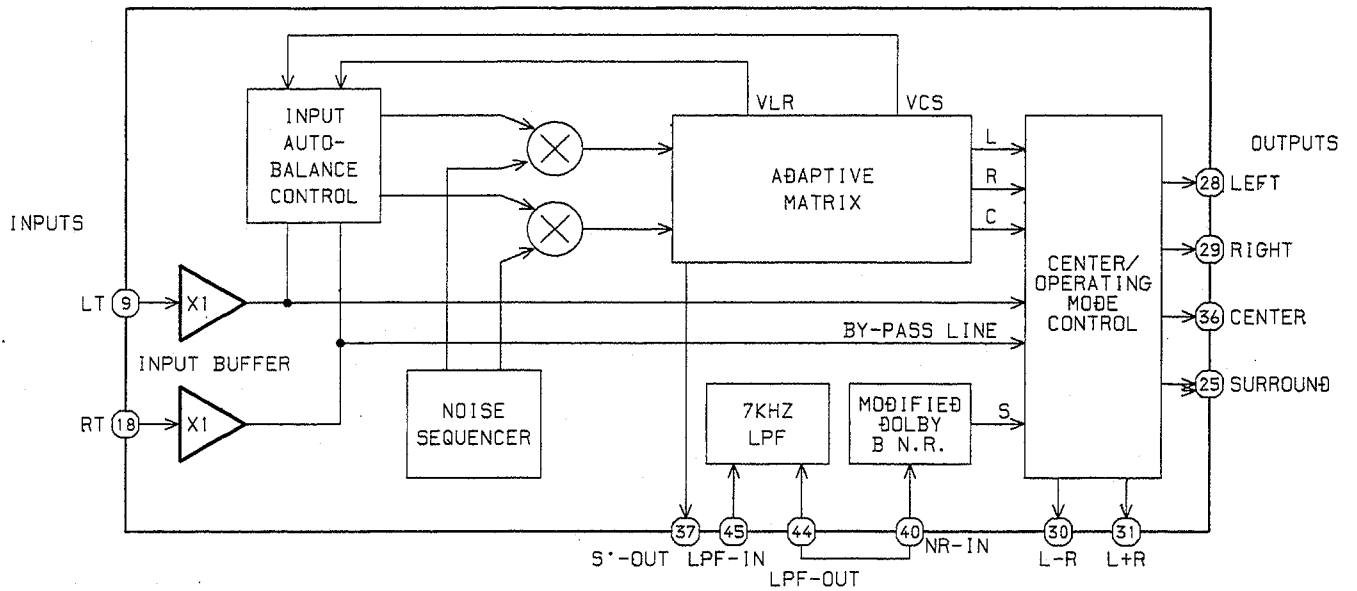 VLR
VCS
INPUT
AUTO-
BALANCE
CONTROL
ADAPTIVE
MATRIX
L
R
C
OUTPUTS
28 LEFT
29 RIGHT
36 CENTER
25 SURROUND
CENTER/
OPERATING
MODE
CONTROL
INPUTS
LT 9
X1
INPUT BUFFER
BY-PASS LINE
RT 18
X1
NOISE
SEQUENCER
7KHZ
LPF
MODIFIED
DOLBY
B N.R.
S
37
45
44
40
30
31
S'-OUT
LPF-IN
LPF-OUT
NR-IN
L-R
L+R